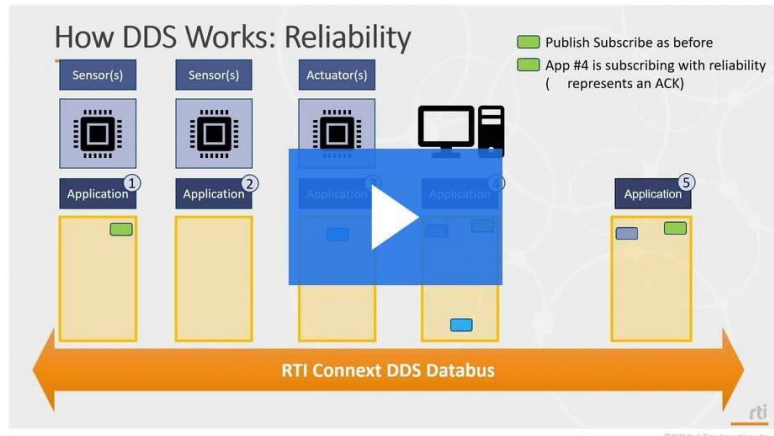 How DDS Works: Reliability
Publish Subscribe as before
App #4 is subscribing with reliability
( represents an ACK)
Sensor(s)
Sensor(s)
Actuator(s)
Application 1
Application 2
Application 3
Application 4
Application 5
RTI Connext DDS Databus
rti